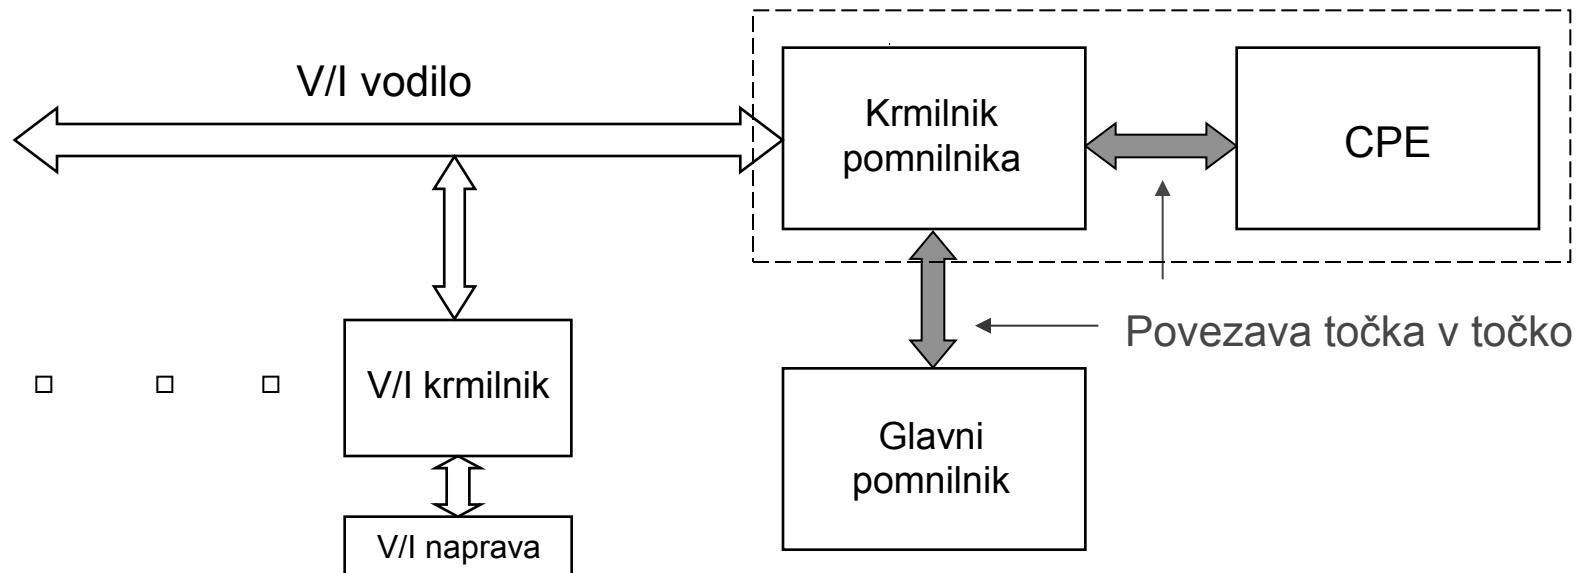 V/I vodilo
Krmilnik
pomnilnika
CPE
Povezava točka v točko
V/I krmilnik
Glavni
pomnilnik
V/I naprava